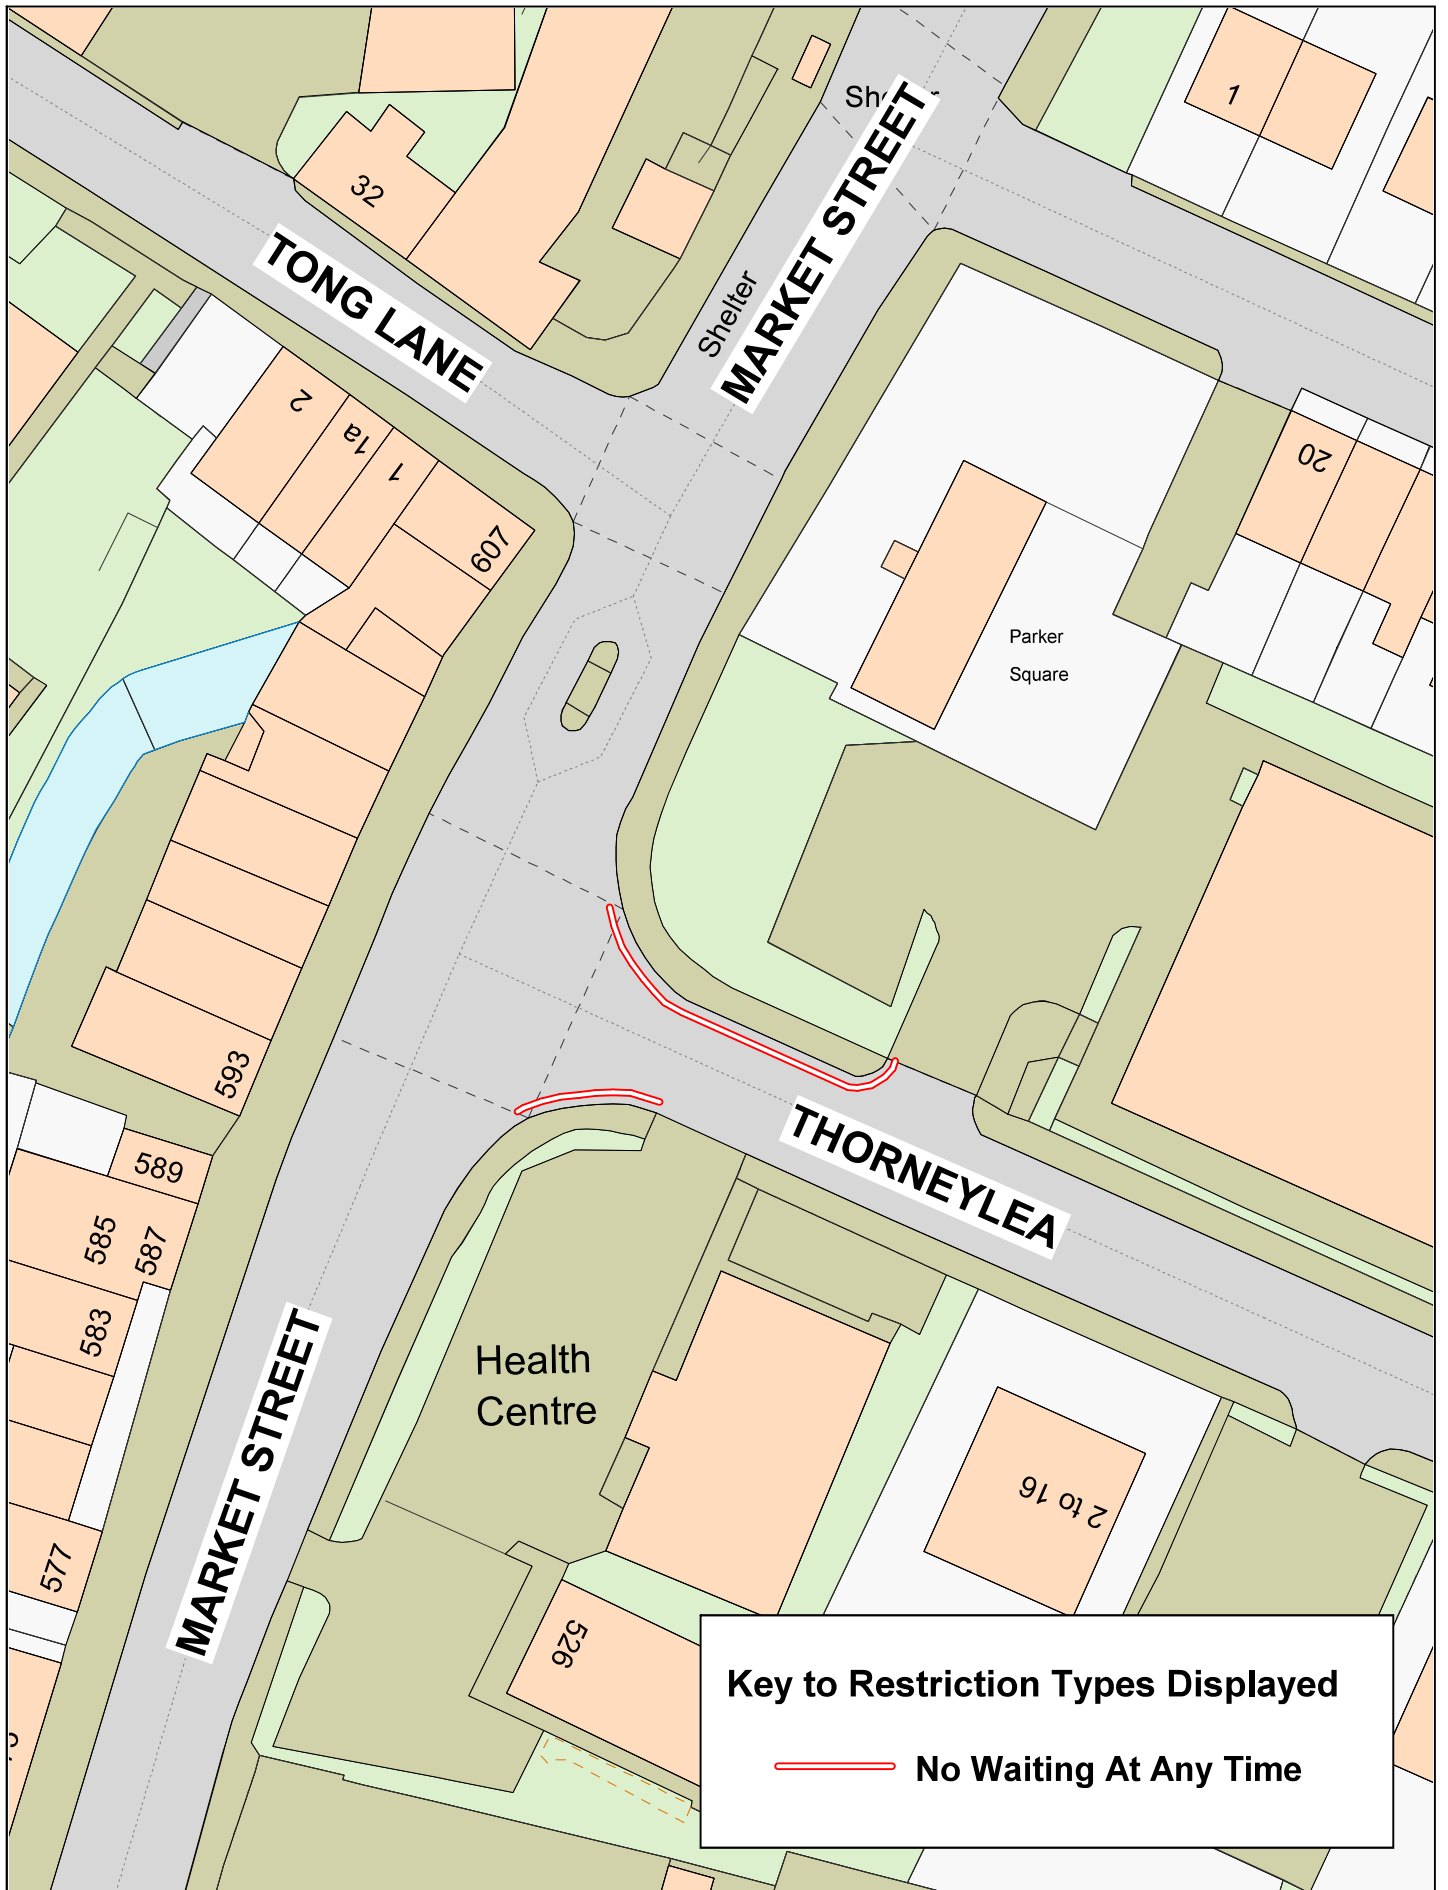 Shelter
1
MARKET STREET
32
TONG LANE
Shelter
2
1a
1
20
607
Parker
Square
593
THORNEYLEA
589
585
587
583
Health
Centre
MARKET STREET
2 to 16
577
526
Key to Restriction Types Displayed
No Waiting At Any Time